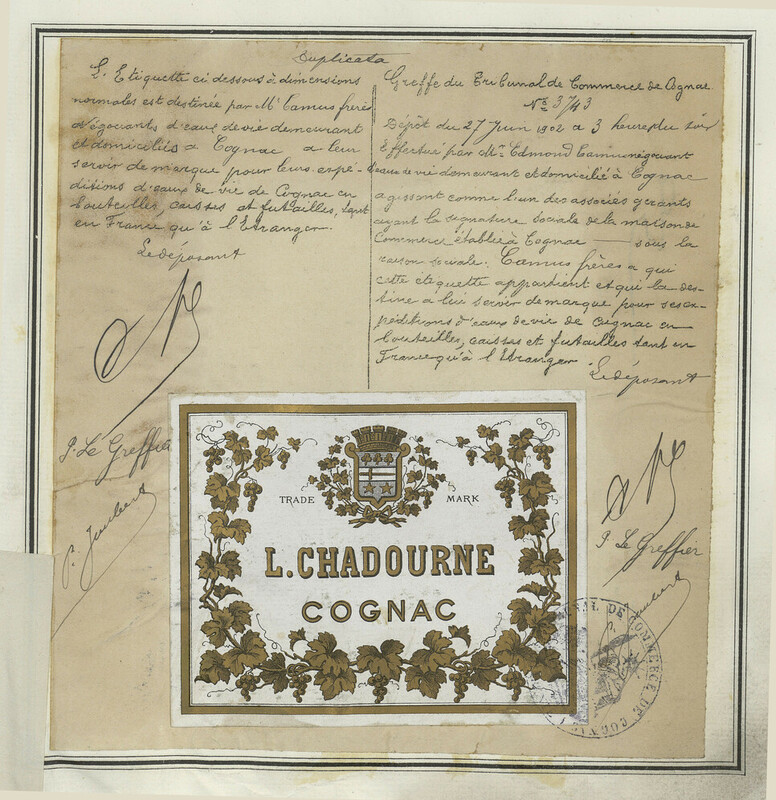 Duplicata
L'Etiquette ci dessous à dimensions
normales est destinée par Mr Camus frères
négociants d'eaux de vie demeurant
et domiciliés a Cognac a leur
servir de marque pour leurs expé-
ditions d'eaux de vie de Cognac en
bouteilles, caisses et futailles, tant
en France qu'à l'Etranger.
Le déposant
P. Le Greffier
Greffe du Tribunal de Commerce de Cognac.
No 3743
Dépôt du 27 Juin 1902 a 3 heures du soir
Effectué par Mr Edmond Camus négociant
d'eaux de vie demeurant et domicilié à Cognac
agissant comme l'un des associés gérants
ayant la signature sociale de la maison de
Commerce établie à Cognac — sous la
raison sociale: Camus frères a qui
cette étiquette appartient et qui la des-
tine a lui servir de marque pour ses ex-
péditions d'eaux de vie de Cognac en
bouteilles, caisses et futailles tant en
France qu'à l'Etranger
Le déposant
P. Le Greffier
TRADE MARK
L. CHADOURNE
COGNAC
TRIBUNAL DE COMMERCE DE COGNAC